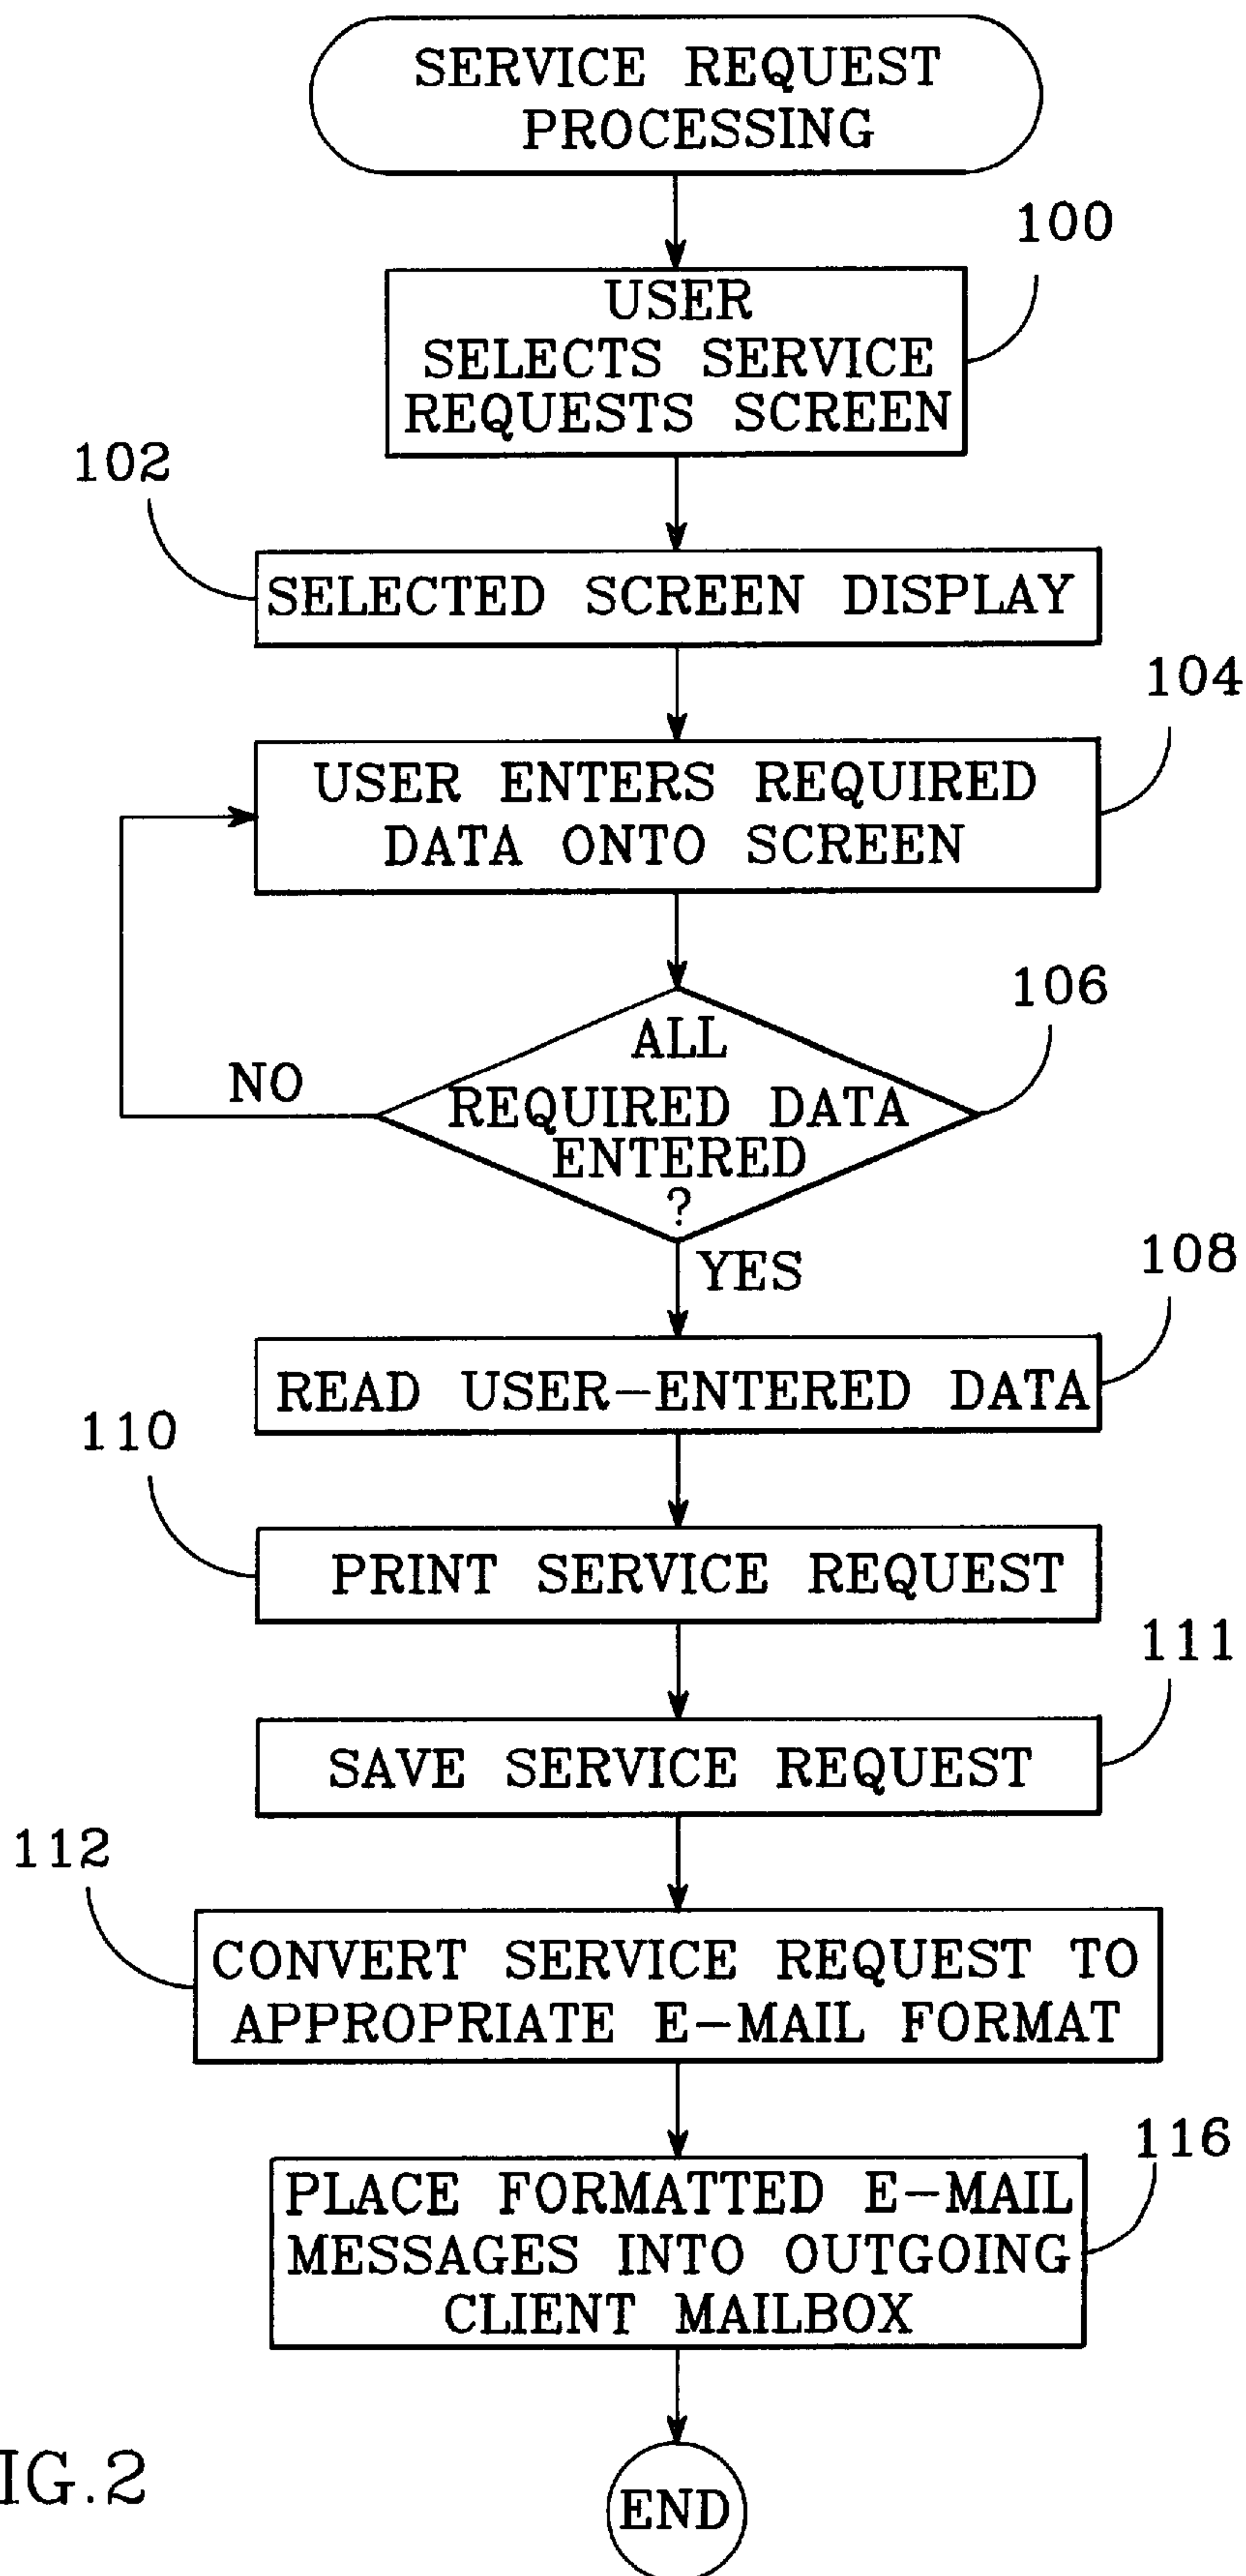 SERVICE REQUEST
PROCESSING
100
USER
SELECTS SERVICE
REQUESTS SCREEN
102
SELECTED SCREEN DISPLAY
104
USER ENTERS REQUIRED
DATA ONTO SCREEN
106
ALL
REQUIRED DATA
ENTERED
?
NO
YES
108
READ USER-ENTERED DATA
110
PRINT SERVICE REQUEST
111
SAVE SERVICE REQUEST
112
CONVERT SERVICE REQUEST TO
APPROPRIATE E-MAIL FORMAT
116
PLACE FORMATTED E-MAIL
MESSAGES INTO OUTGOING
CLIENT MAILBOX
END
IG.2